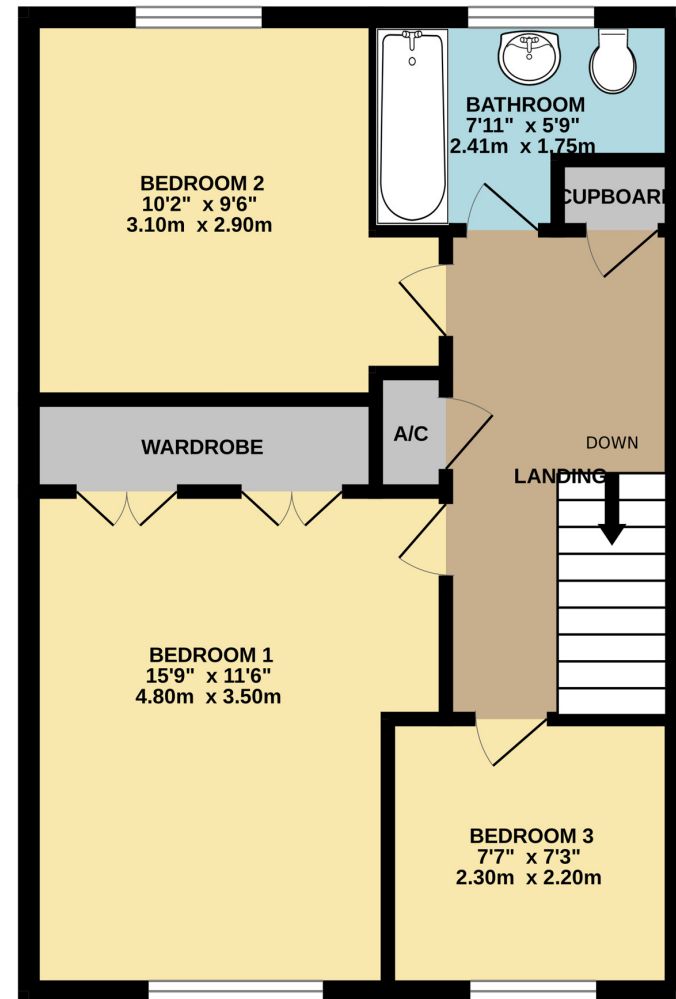 BATHROOM
7'11" x 5'9"
2.41m x 1.75m
BEDROOM 2
10'2" x 9'6"
3.10m x 2.90m
CUPBOARD
A/C
WARDROBE
DOWN
LANDING
BEDROOM 1
15'9" x 11'6"
4.80m x 3.50m
BEDROOM 3
7'7" x 7'3"
2.30m x 2.20m